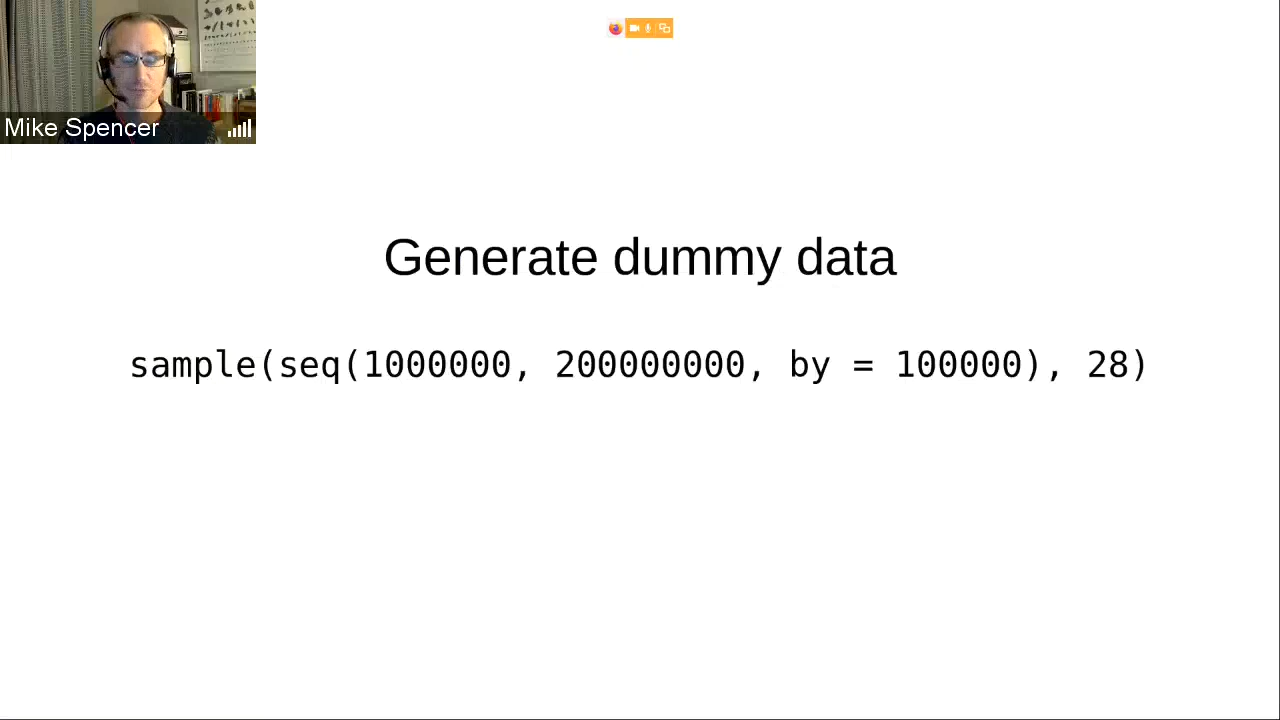 Mike Spencer
Generate dummy data
sample(seq(1000000, 200000000, by = 100000), 28)